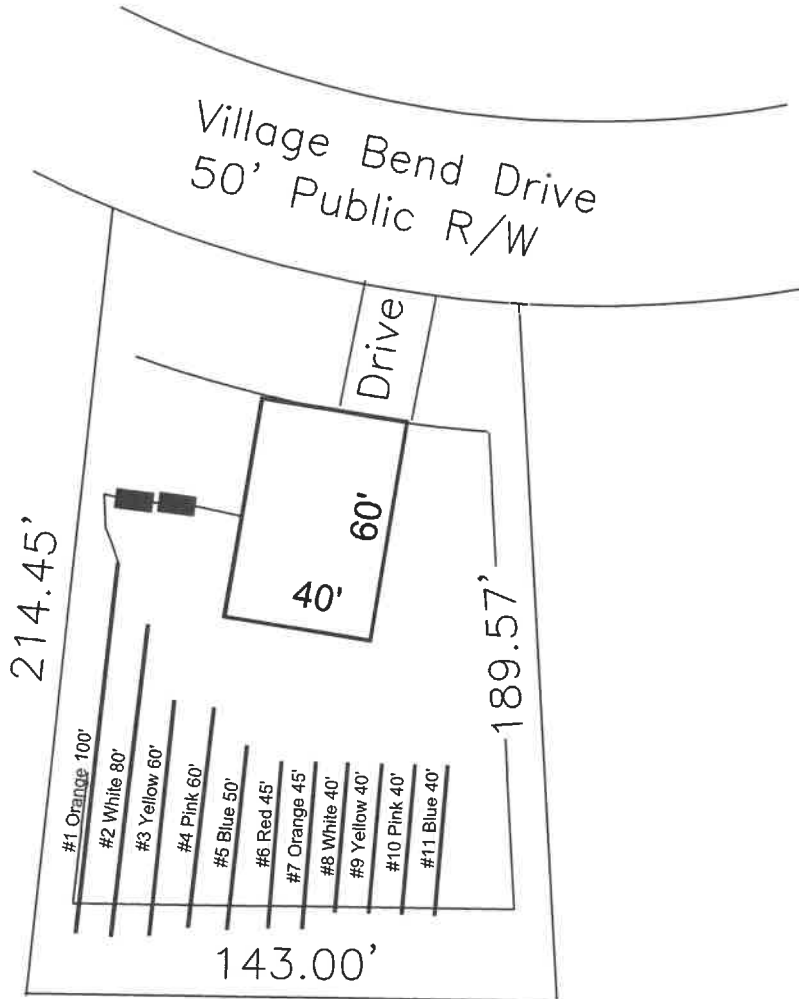 Village Bend Drive
50' Public R/W
Drive
60'
40'
214.45'
189.57'
#1 Orange 100'
#2 White 80'
#3 Yellow 60'
#4 Pink 60'
#5 Blue 50'
#6 Red 45'
#7 Orange 45'
#8 White 40'
#9 Yellow 40'
#10 Pink 40'
#11 Blue 40'
143.00'